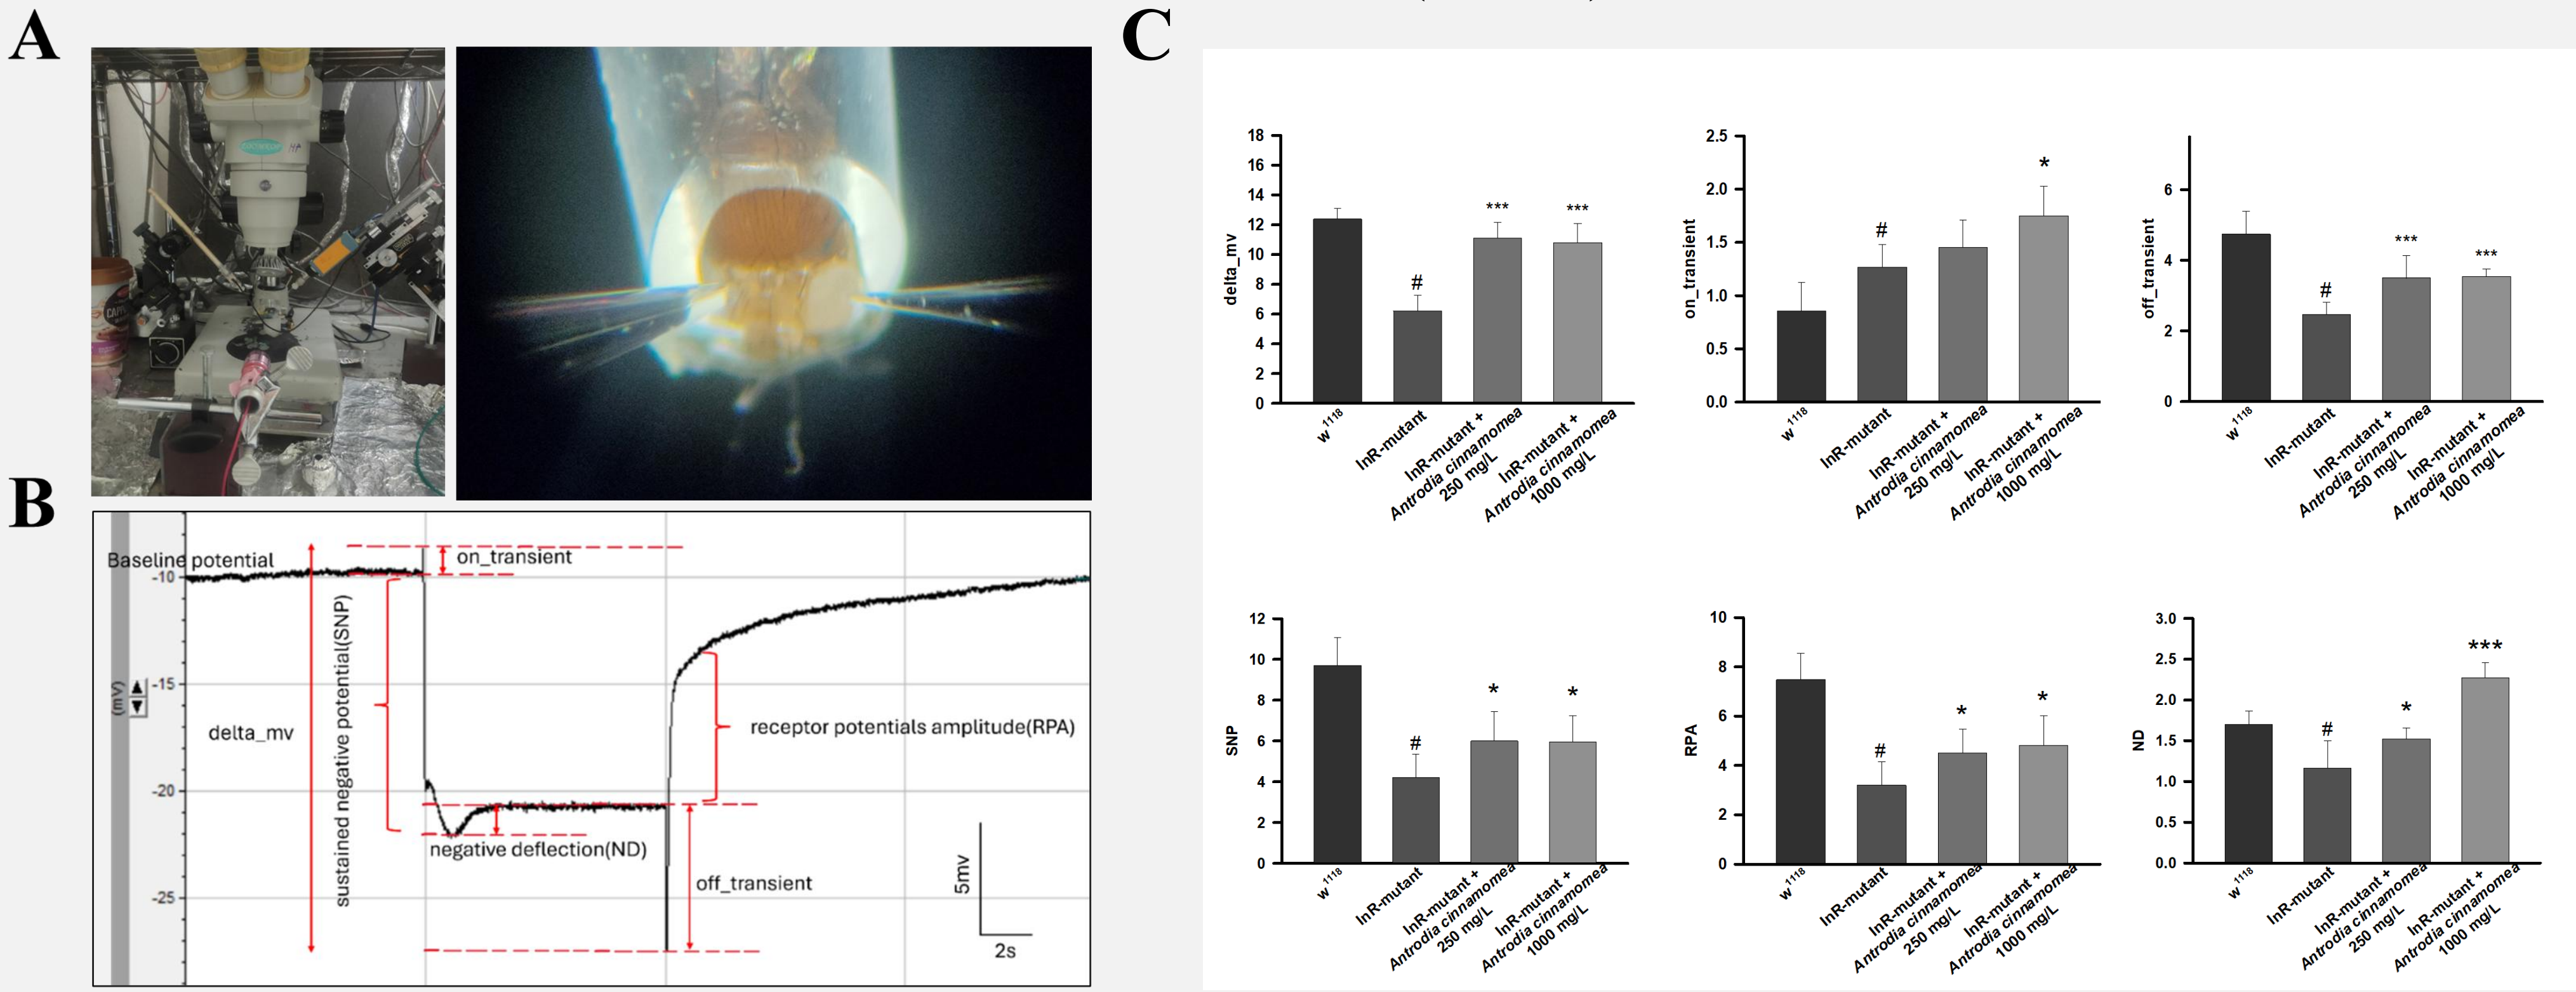 A
B
Baseline potential
on_transient
-10
-15
-20
-25
(mV)
delta_mv
sustained negative potential(SNP)
receptor potentials amplitude(RPA)
negative deflection(ND)
off_transient
5mv
2s
C
delta_mv
18
16
14
12
10
8
6
4
2
0
#
***
***
w1118
InR-mutant
InR-mutant +
Antrodia cinnamomea
250 mg/L
InR-mutant +
Antrodia cinnamomea
1000 mg/L
on_transient
2.5
2.0
1.5
1.0
0.5
0.0
#
*
w1118
InR-mutant
InR-mutant +
Antrodia cinnamomea
250 mg/L
InR-mutant +
Antrodia cinnamomea
1000 mg/L
off_transient
6
4
2
0
#
***
***
w1118
InR-mutant
InR-mutant +
Antrodia cinnamomea
250 mg/L
InR-mutant +
Antrodia cinnamomea
1000 mg/L
SNP
12
10
8
6
4
2
0
#
*
*
w1118
InR-mutant
InR-mutant +
Antrodia cinnamomea
250 mg/L
InR-mutant +
Antrodia cinnamomea
1000 mg/L
RPA
10
8
6
4
2
0
#
*
*
w1118
InR-mutant
InR-mutant +
Antrodia cinnamomea
250 mg/L
InR-mutant +
Antrodia cinnamomea
1000 mg/L
ND
3.0
2.5
2.0
1.5
1.0
0.5
0.0
#
*
***
w1118
InR-mutant
InR-mutant +
Antrodia cinnamomea
250 mg/L
InR-mutant +
Antrodia cinnamomea
1000 mg/L